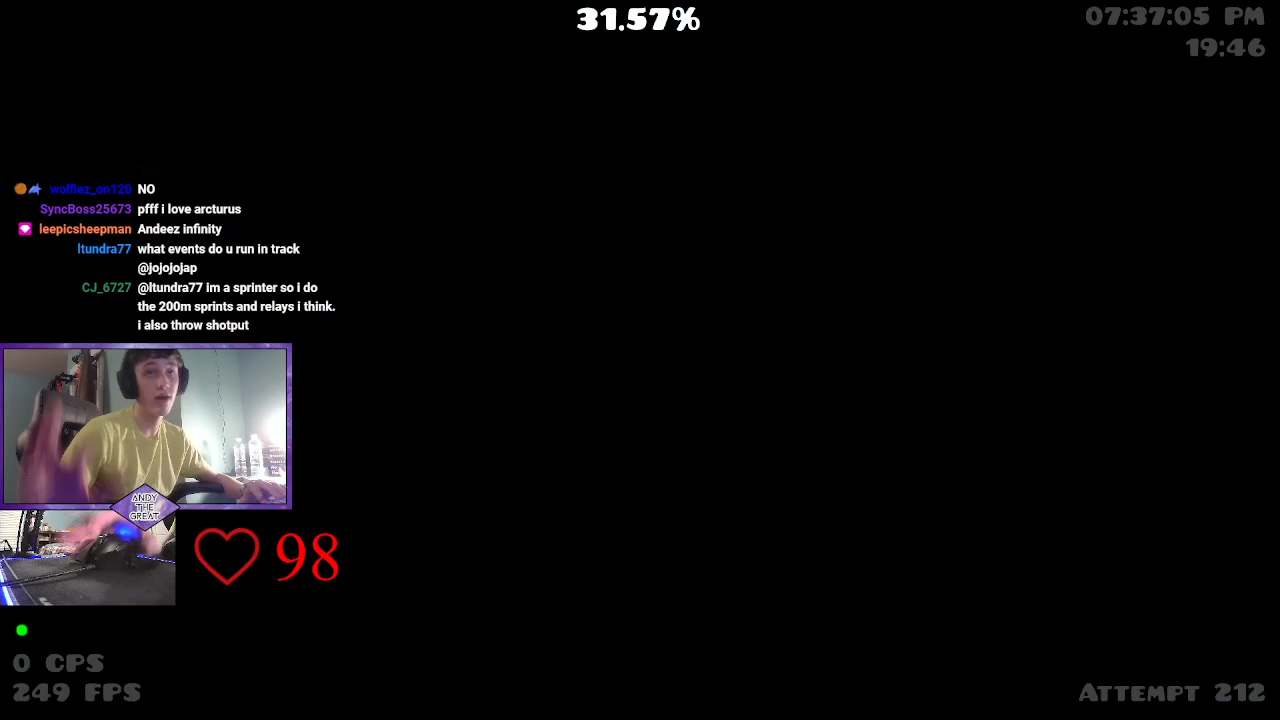 31.57%
07:37:05 PM
19:46
wolfiez_on120 NO
SyncBoss25673 pfff i love arcturus
leepicsheepman Andeez infinity
ltundra77 what events do u run in track
@jojojojap
CJ_6727 @ltundra77 im a sprinter so i do
the 200m sprints and relays i think.
i also throw shotput
ANDY
THE
GREAT
98
0 CPS
249 FPS
ATTEMPT 212